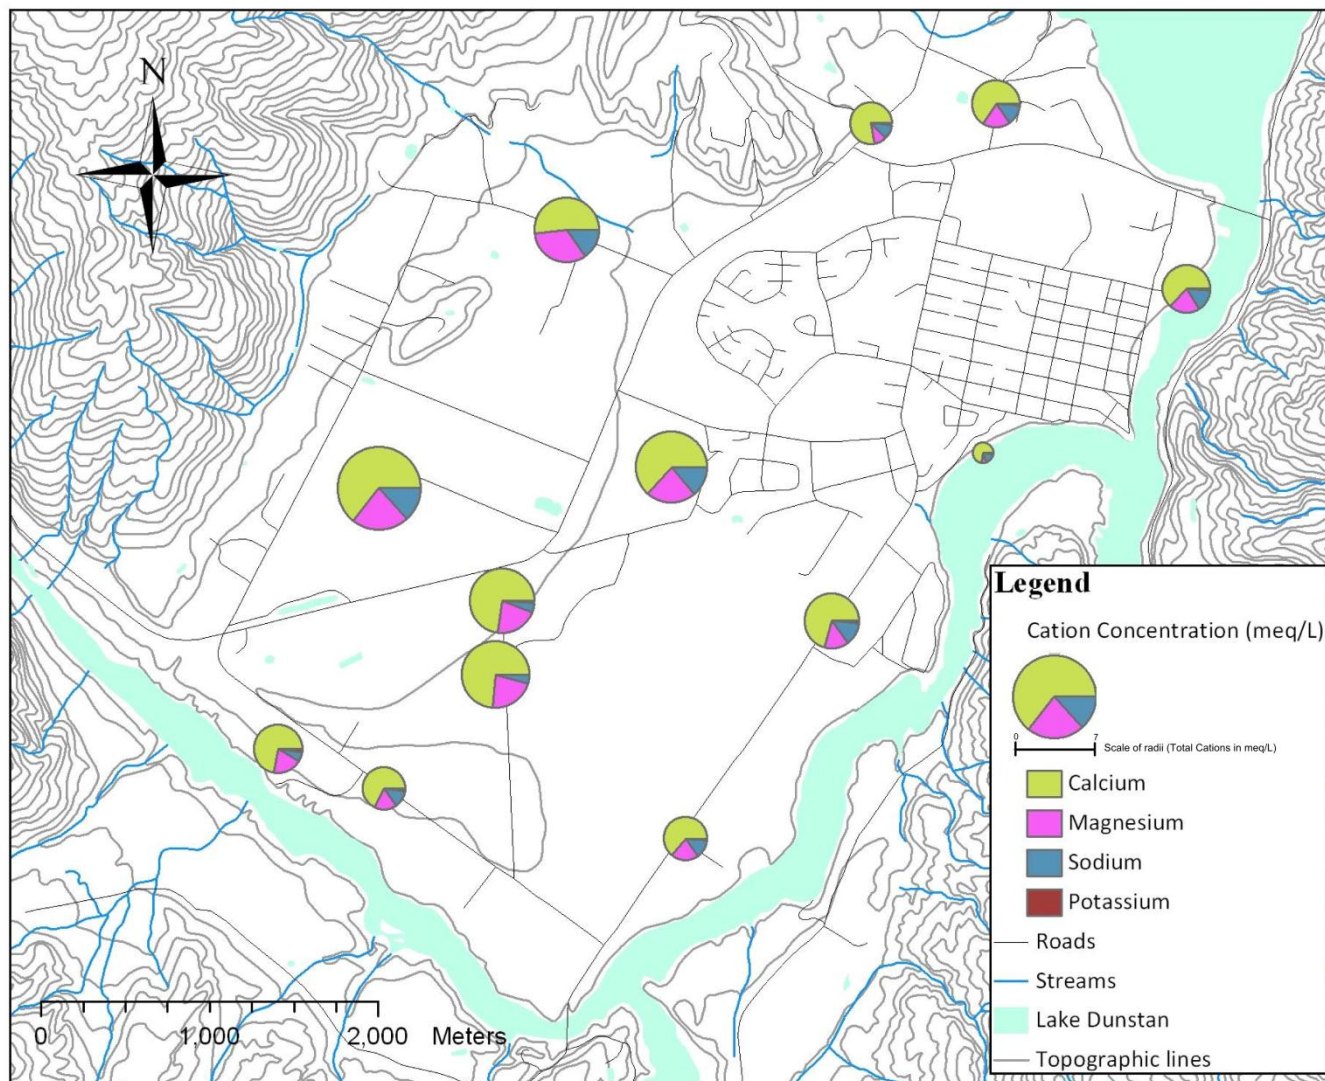 N
Legend
Cation Concentration (meq/L)
0 7
Scale of radii (Total Cations in meq/L)
Calcium
Magnesium
Sodium
Potassium
Roads
Streams
Lake Dunstan
Topographic lines
0 1,000 2,000 Meters